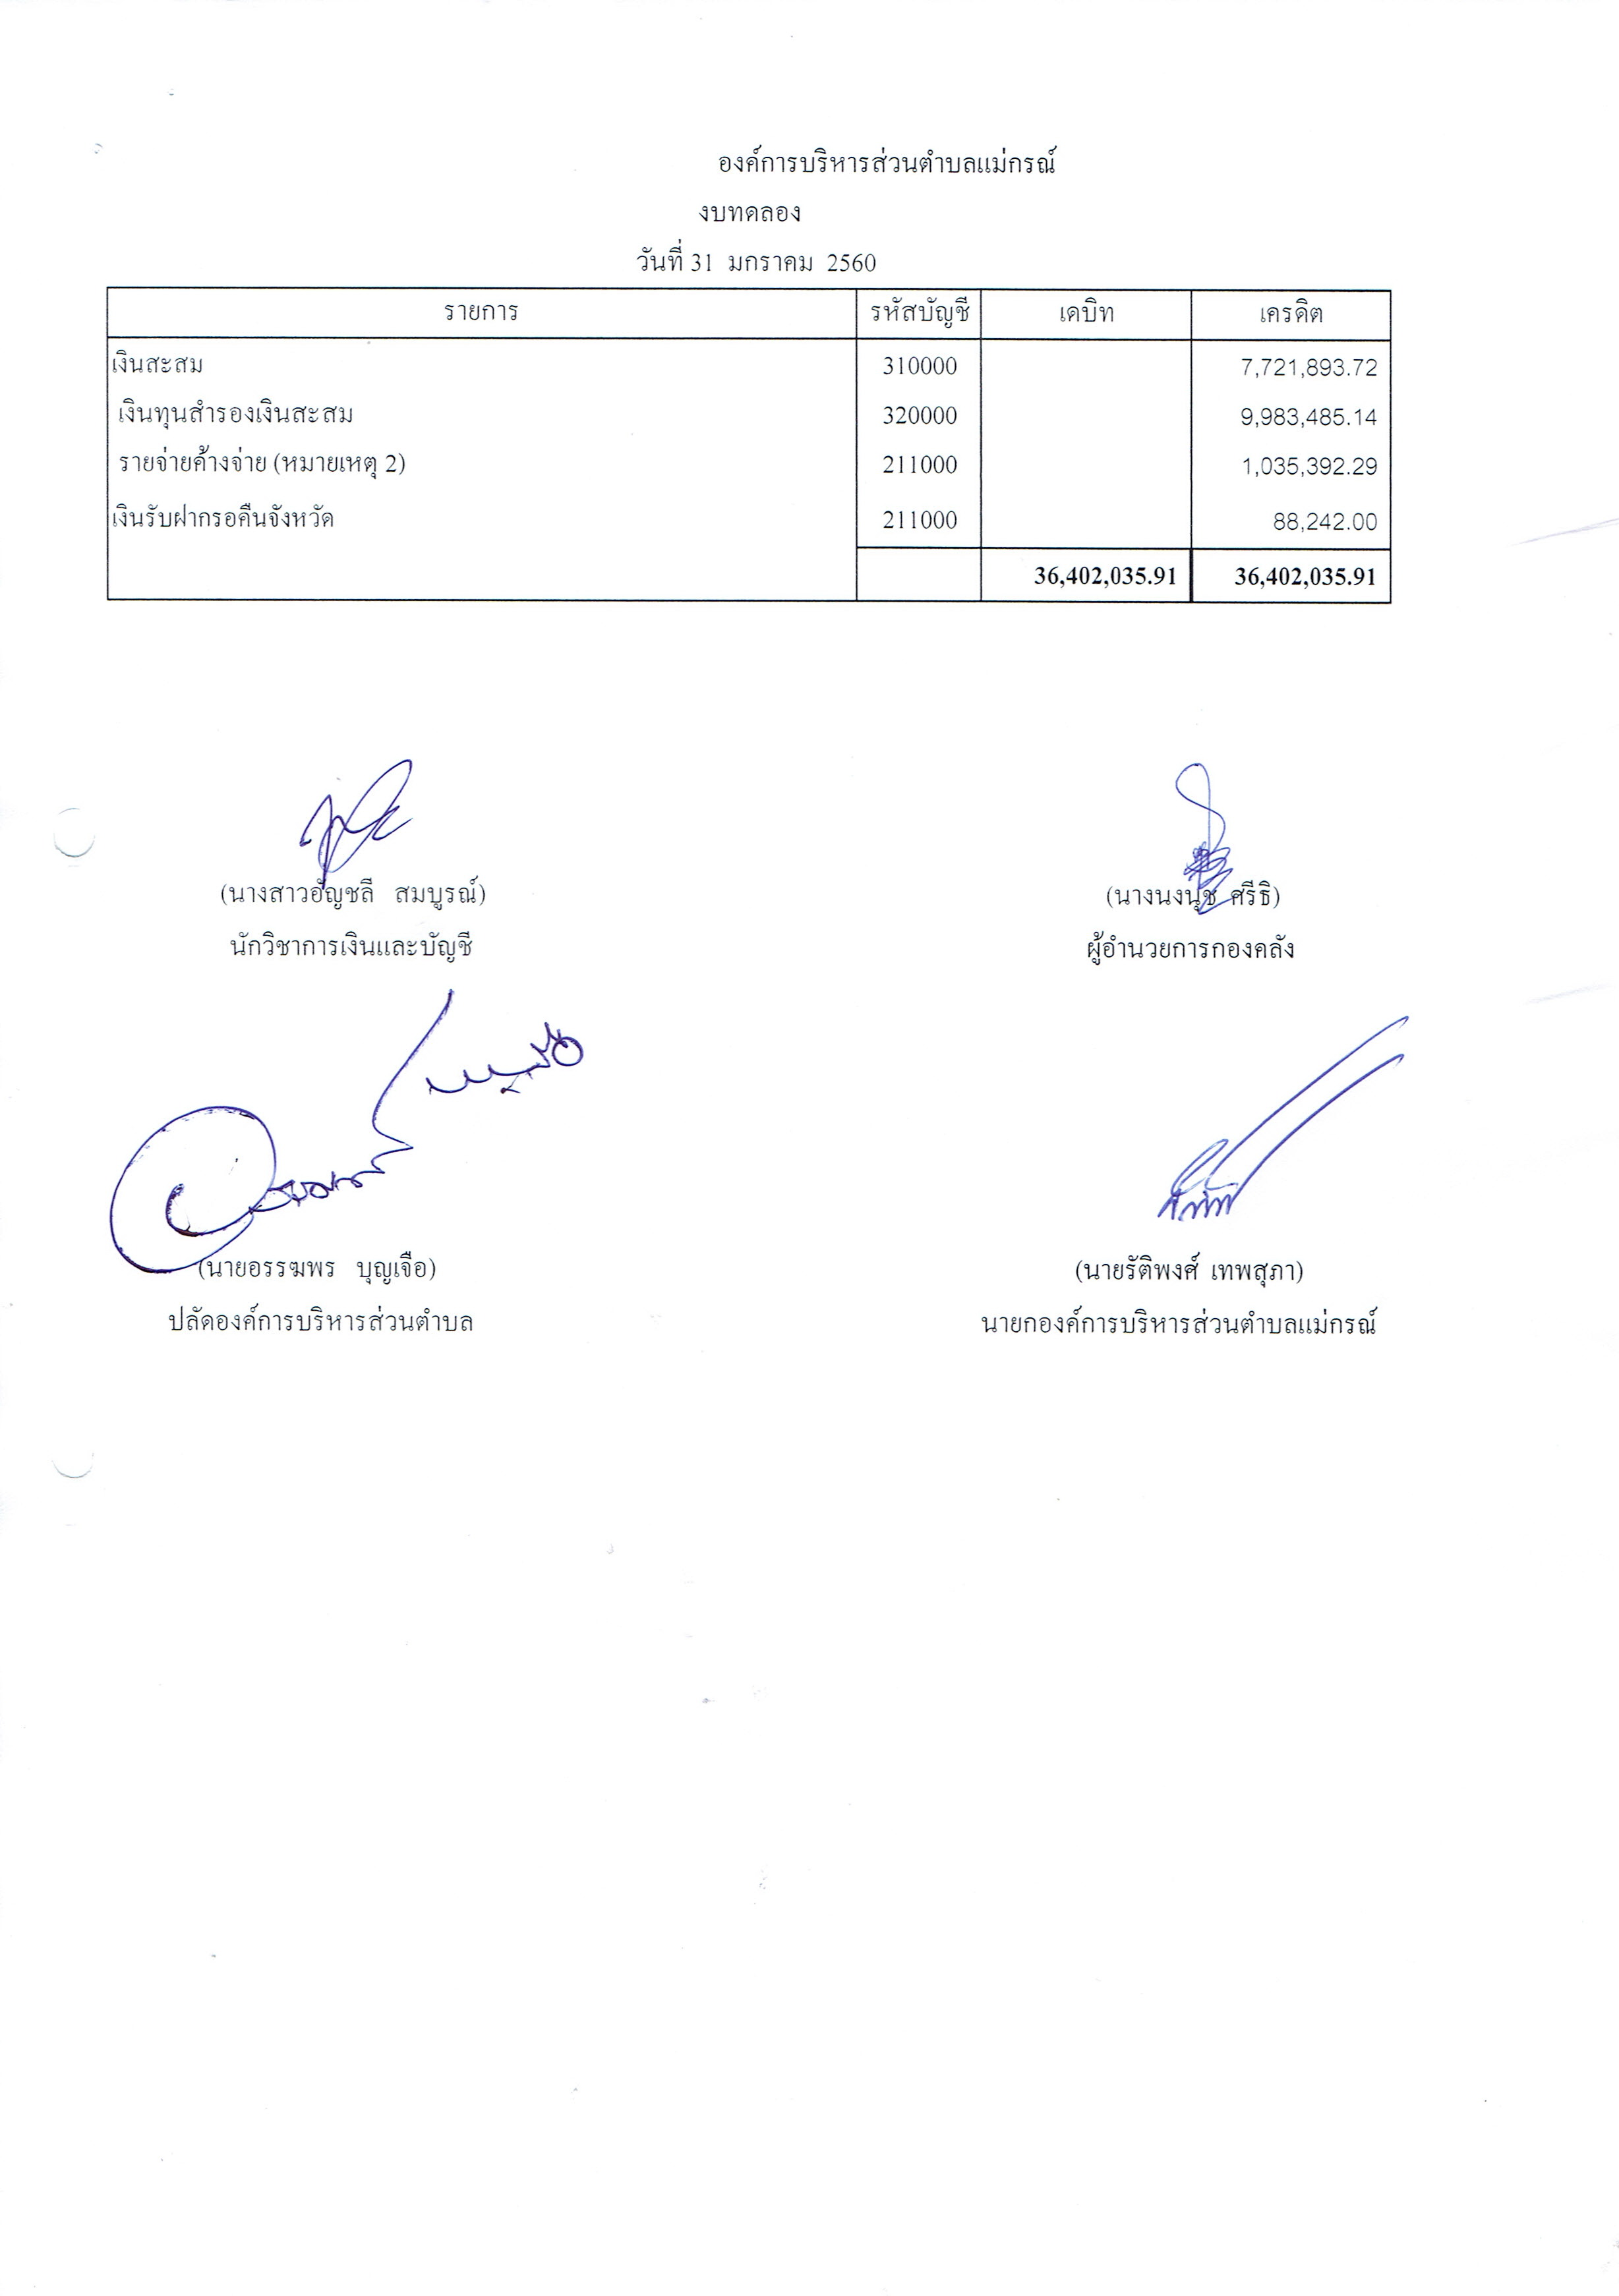 องค์การบริหารส่วนตำบลแม่กรณ์
งบทดลอง
วันที่ 31 มกราคม 2560
รายการ รหัสบัญชี เดบิท เครดิต
เงินสะสม 310000 7,721,893.72
เงินทุนสำรองเงินสะสม 320000 9,983,485.14
รายจ่ายค้างจ่าย (หมายเหตุ 2) 211000 1,035,392.29
เงินรับฝากรอคืนจังหวัด 211000 88,242.00
36,402,035.91 36,402,035.91
(นางสาวอัญชลี สมบูรณ์) (นางนงนุช ศรีธิ)
นักวิชาการเงินและบัญชี ผู้อำนวยการกองคลัง
(นายอรรฆพร บุญเจือ) (นายรัติพงศ์ เทพสุภา)
ปลัดองค์การบริหารส่วนตำบล นายกองค์การบริหารส่วนตำบลแม่กรณ์